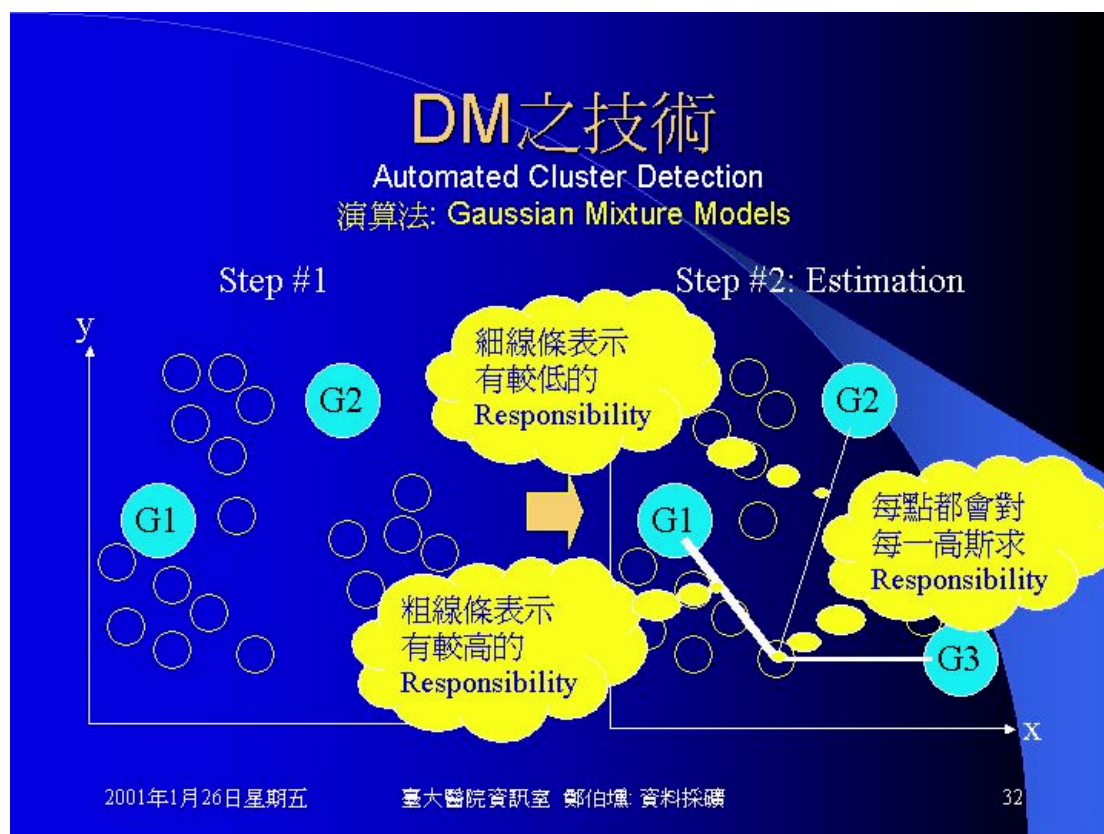 DM之技術
Automated Cluster Detection
演算法: Gaussian Mixture Models
Step #1
Step #2: Estimation
y
G2
G1
細線條表示
有較低的
Responsibility
粗線條表示
有較高的
Responsibility
G2
G1
每點都會對
每一高斯求
Responsibility
G3
x
2001年1月26日星期五
臺大醫院資訊室 鄭伯壎: 資料採礦
32